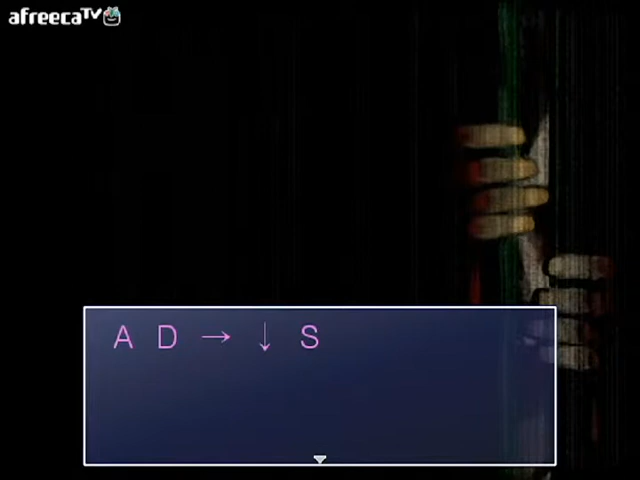 afreecaTV
A D → ↓ S